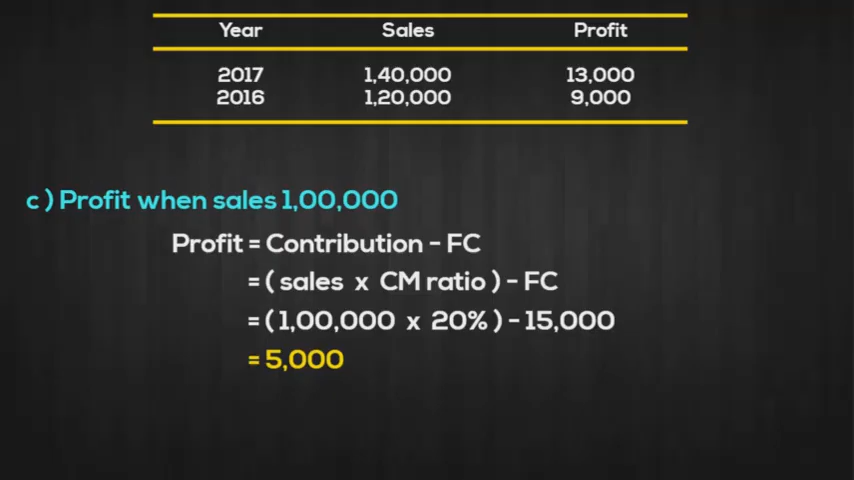 Year Sales Profit
2017 1,40,000 13,000
2016 1,20,000 9,000
c ) Profit when sales 1,00,000
Profit = Contribution - FC
= ( sales x CM ratio ) - FC
= ( 1,00,000 x 20% ) - 15,000
= 5,000